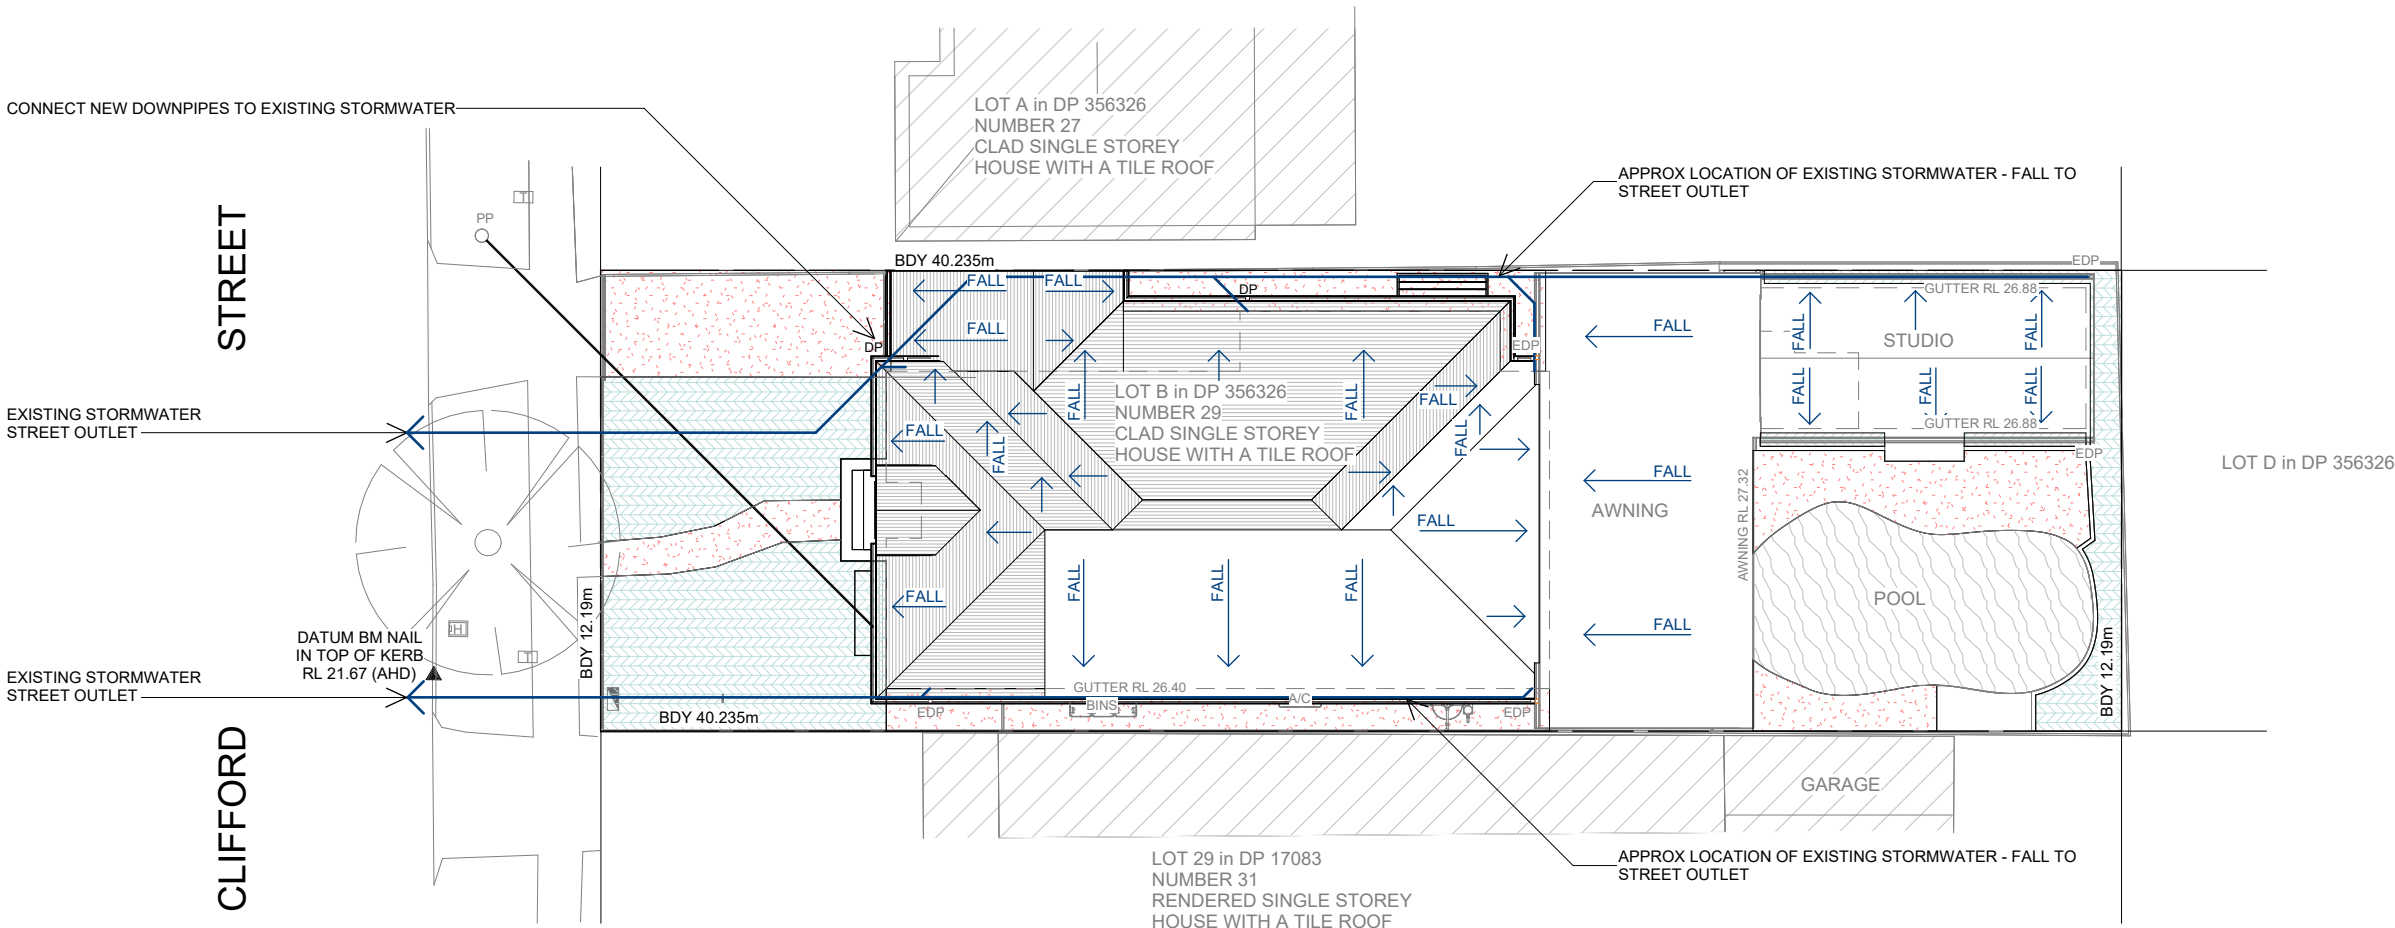 CONNECT NEW DOWNPIPES TO EXISTING STORMWATER
LOT A in DP 356326
NUMBER 27
CLAD SINGLE STOREY
HOUSE WITH A TILE ROOF
APPROX LOCATION OF EXISTING STORMWATER - FALL TO
STREET OUTLET
STREET
PP
T
BDY 40.235m
EDP
FALL
FALL
DP
GUTTER RL 26.88
FALL
FALL
FALL
FALL
STUDIO
DP
EDP
FALL
FALL
FALL
FALL
FALL
FALL
LOT B in DP 356326
NUMBER 29
CLAD SINGLE STOREY
HOUSE WITH A TILE ROOF
EXISTING STORMWATER
STREET OUTLET
FALL
FALL
FALL
GUTTER RL 26.88
EDP
LOT D in DP 356326
FALL
AWNING
AWNING RL 27.32
FALL
FALL
FALL
FALL
FALL
FALL
POOL
BDY 12.19m
H
T
DATUM BM NAIL
IN TOP OF KERB
RL 21.67 (AHD)
BDY 12.19m
EXISTING STORMWATER
STREET OUTLET
GUTTER RL 26.40
BINS
A/C
EDP
EDP
BDY 40.235m
CLIFFORD
GARAGE
LOT 29 in DP 17083
NUMBER 31
RENDERED SINGLE STOREY
HOUSE WITH A TILE ROOF
APPROX LOCATION OF EXISTING STORMWATER - FALL TO
STREET OUTLET